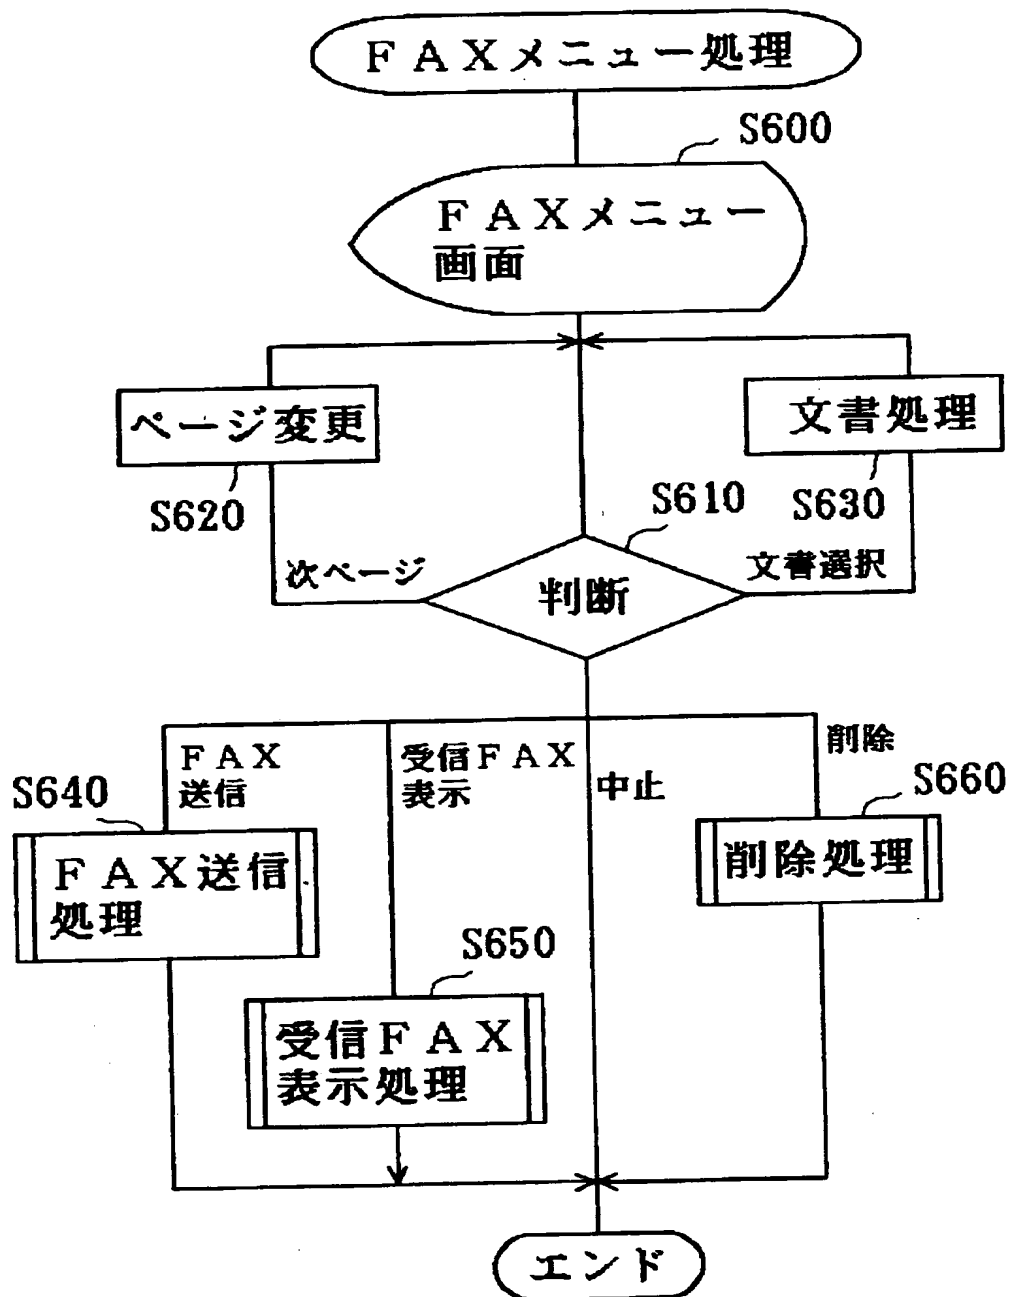 ＦＡＸメニュー処理
S600
ＦＡＸメニュー
画面
ページ変更
文書処理
S620
S610
S630
次ページ
判断
文書選択
ＦＡＸ
送信
受信ＦＡＸ
表示
中止
削除
S640
S660
ＦＡＸ送信
処理
削除処理
S650
受信ＦＡＸ
表示処理
エンド